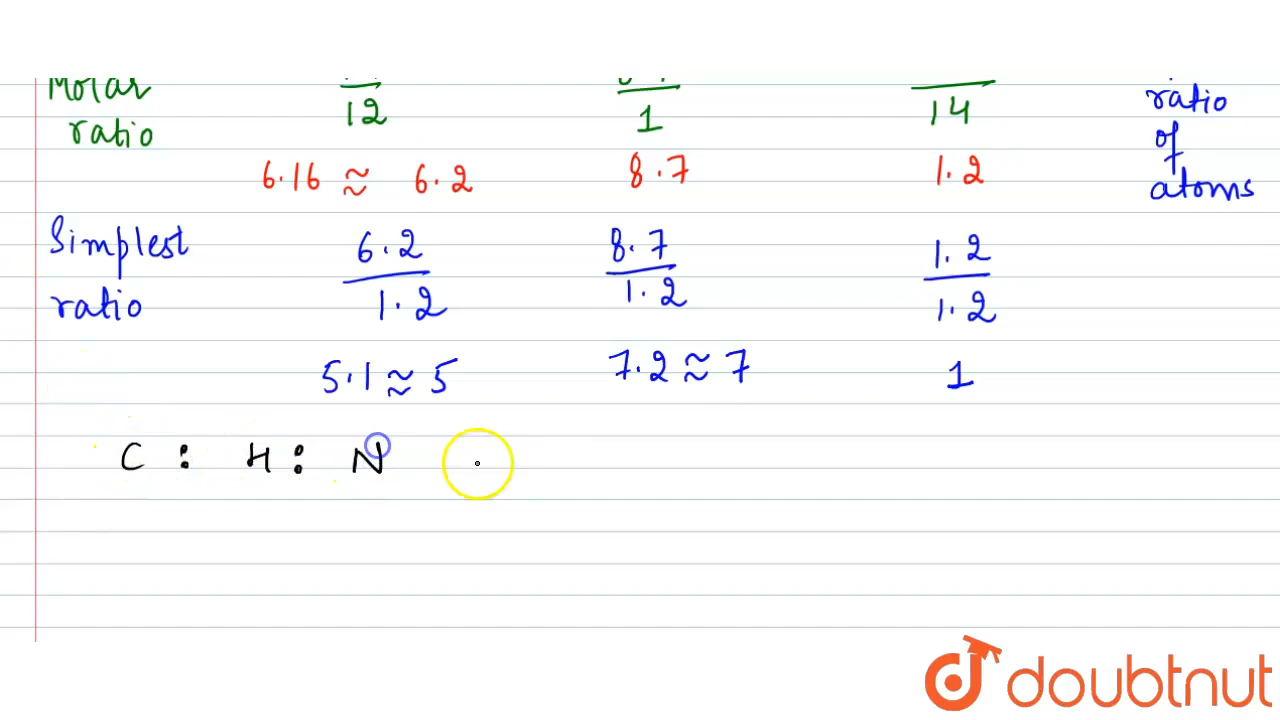 Molar
ratio
12
1
14
ratio
of
atoms
6.16 ≈ 6.2
8.7
1.2
Simplest
ratio
6.2
1.2
8.7
1.2
1.2
1.2
5.1 ≈ 5
7.2 ≈ 7
1
C : H : N
doubtnut